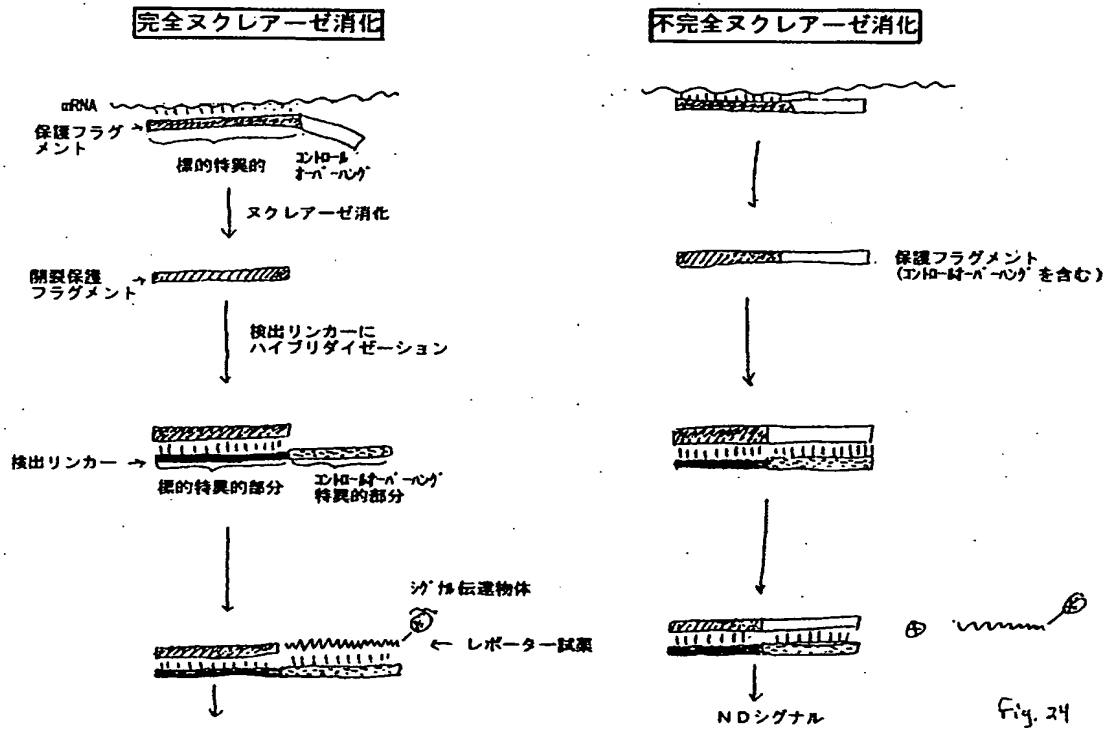 完全ヌクレアーゼ消化
不完全ヌクレアーゼ消化
mRNA
保護フラグ
メント
標的特異的
コントロール
オーバーハング
ヌクレアーゼ消化
開裂保護
フラグメント
保護フラグメント
(コントロールオーバーハングを含む)
検出リンカーに
ハイブリダイゼーション
検出リンカー
標的特異的部分
コントロールオーバーハング
特異的部分
シグナル伝達物体
レポーター試薬
NDシグナル
Fig. 24